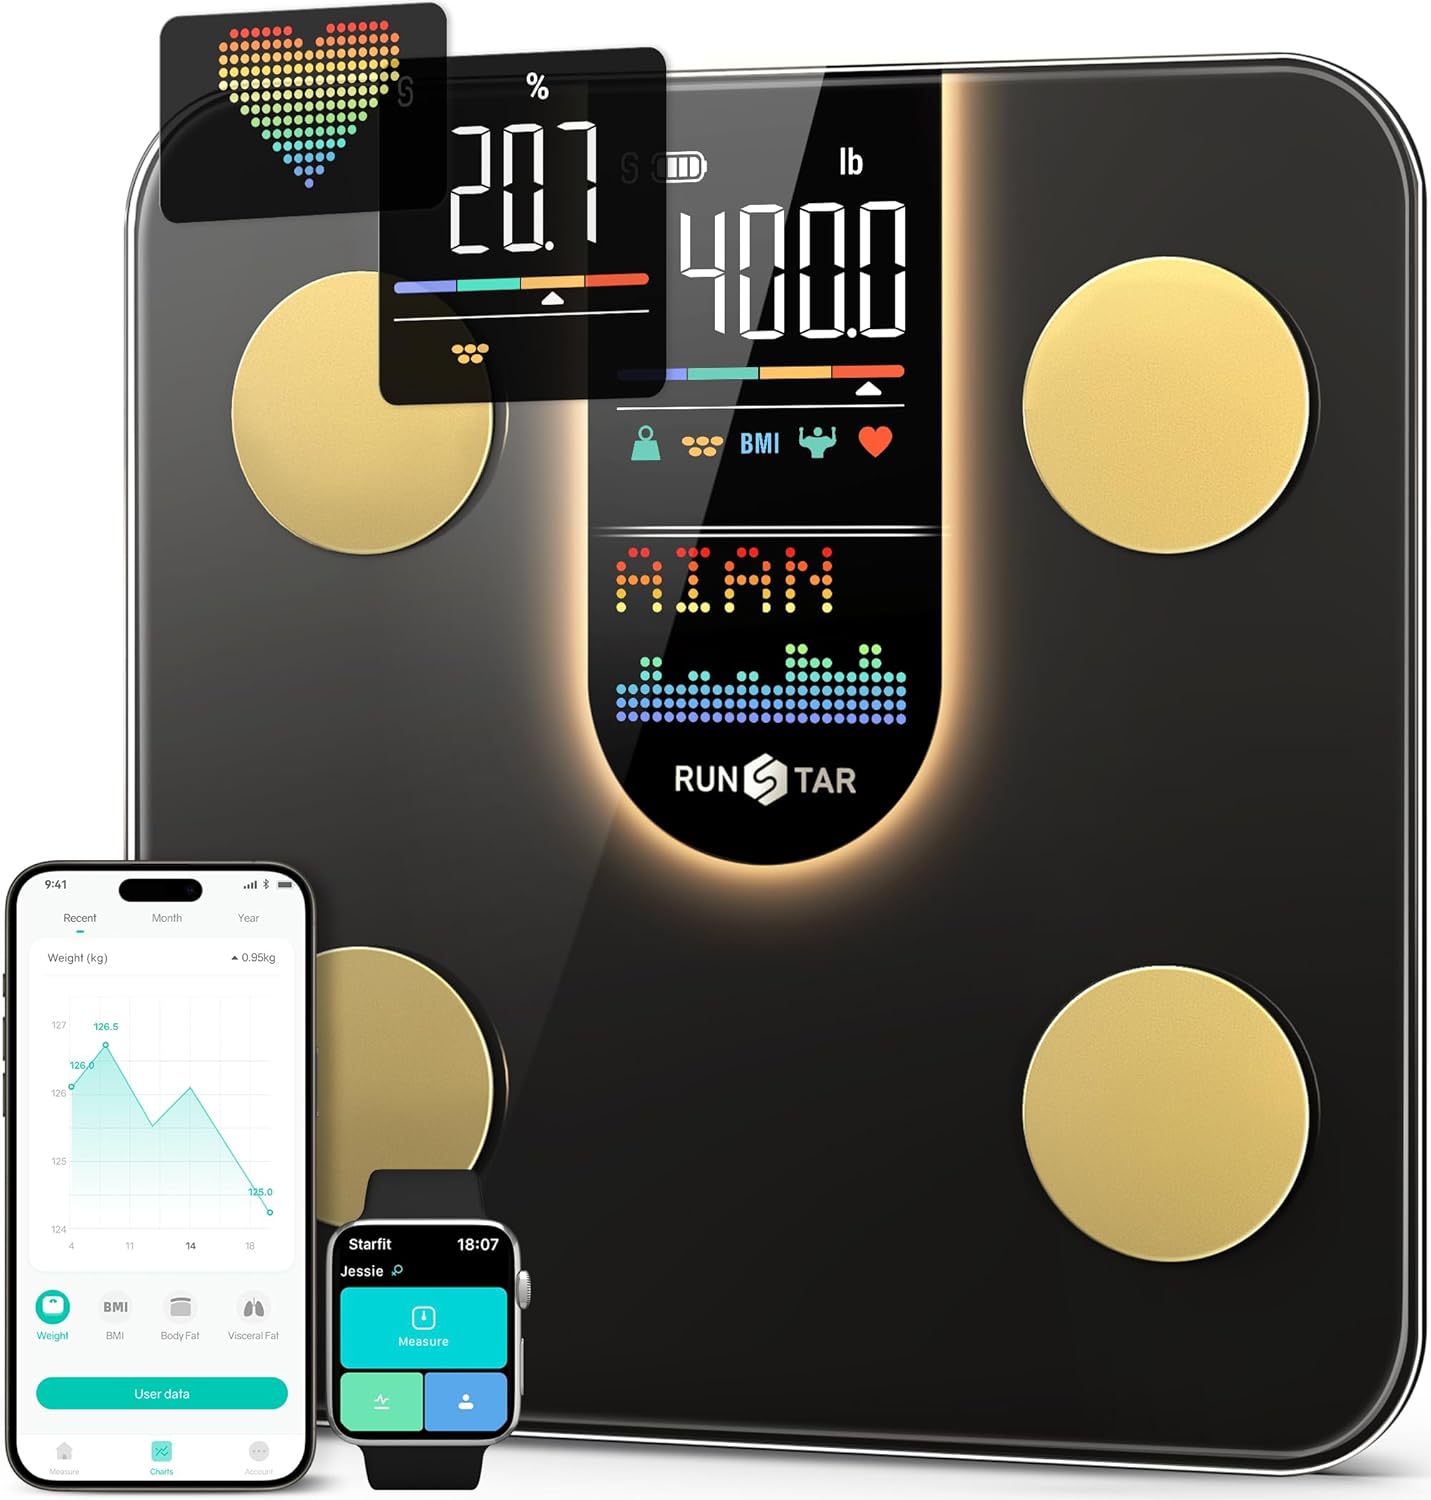 %
20.7
S
S
lb
400.0
BMI
AIAM
RUNSTAR
9:41
Recent
Month
Year
Weight (kg)
▲ 0.95kg
127
126.5
126.0
126
125
125.0
124
4
11
14
18
BMI
Weight
BMI
Body Fat
Visceral Fat
User data
Measure
Charts
Account
Starfit
18:07
Jessie
Measure